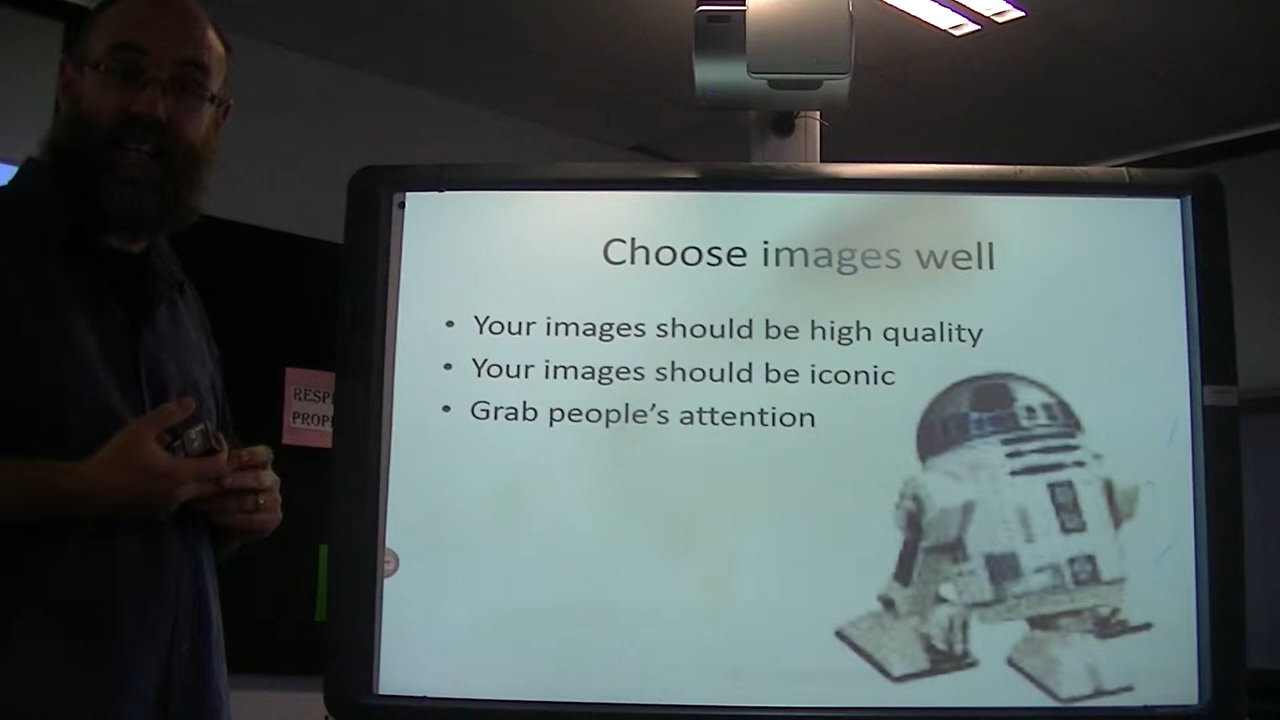 Choose images well
• Your images should be high quality
• Your images should be iconic
• Grab people's attention